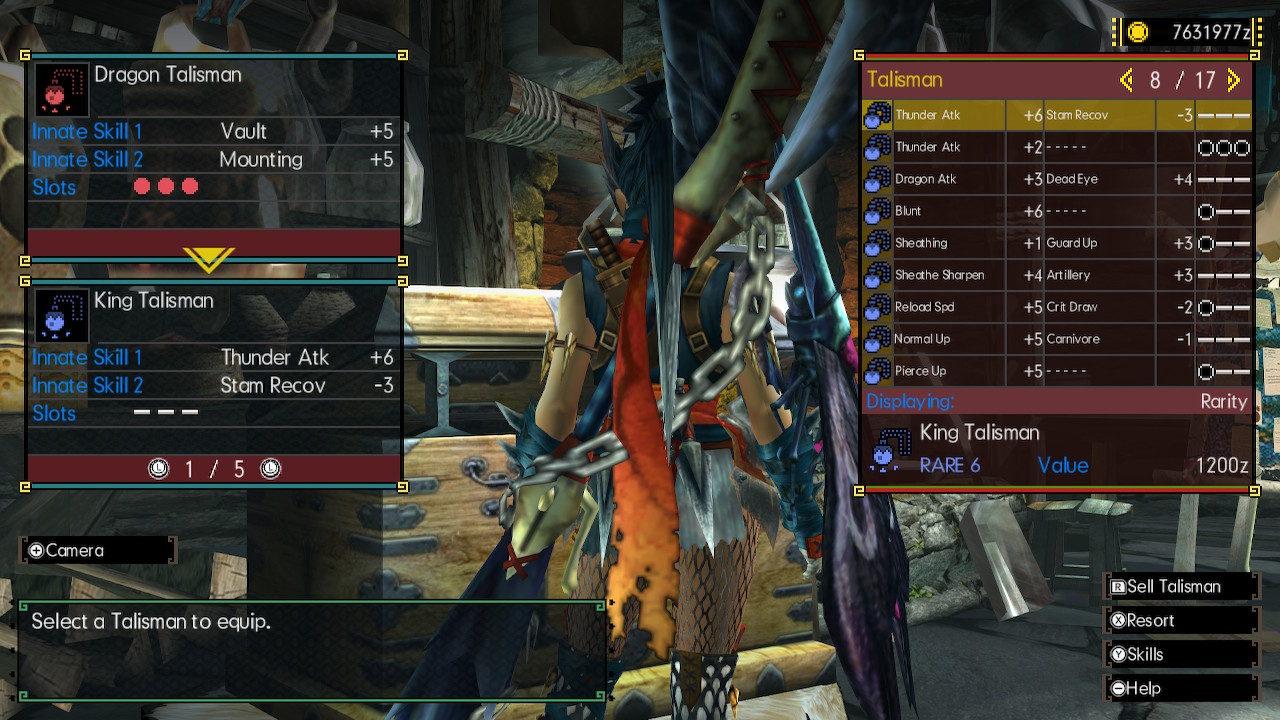 7631977z
Dragon Talisman
Innate Skill 1 Vault +5
Innate Skill 2 Mounting +5
Slots
King Talisman
Innate Skill 1 Thunder Atk +6
Innate Skill 2 Stam Recov -3
Slots
1 / 5
Talisman 8 / 17
Thunder Atk +6 Stam Recov -3
Thunder Atk +2 -----
Dragon Atk +3 Dead Eye +4
Blunt +6 -----
Sheathing +1 Guard Up +3
Sheathe Sharpen +4 Artillery +3
Reload Spd +5 Crit Draw -2
Normal Up +5 Carnivore -1
Pierce Up +5 -----
Displaying: Rarity
King Talisman
RARE 6 Value 1200z
Camera
Select a Talisman to equip.
R Sell Talisman
X Resort
Y Skills
Help